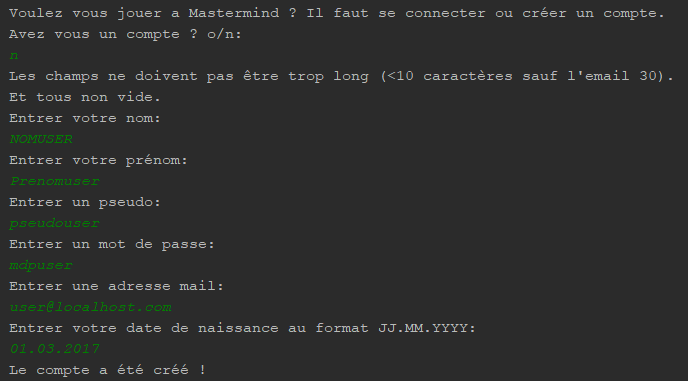 Voulez vous jouer a Mastermind ? Il faut se connecter ou créer un compte.
Avez vous un compte ? o/n:
n
Les champs ne doivent pas être trop long (<10 caractères sauf l'email 30).
Et tous non vide.
Entrer votre nom:
NOMUSER
Entrer votre prénom:
Prenomuser
Entrer un pseudo:
pseudouser
Entrer un mot de passe:
mdpuser
Entrer une adresse mail:
user@localhost.com
Entrer votre date de naissance au format JJ.MM.YYYY:
01.03.2017
Le compte a été créé !